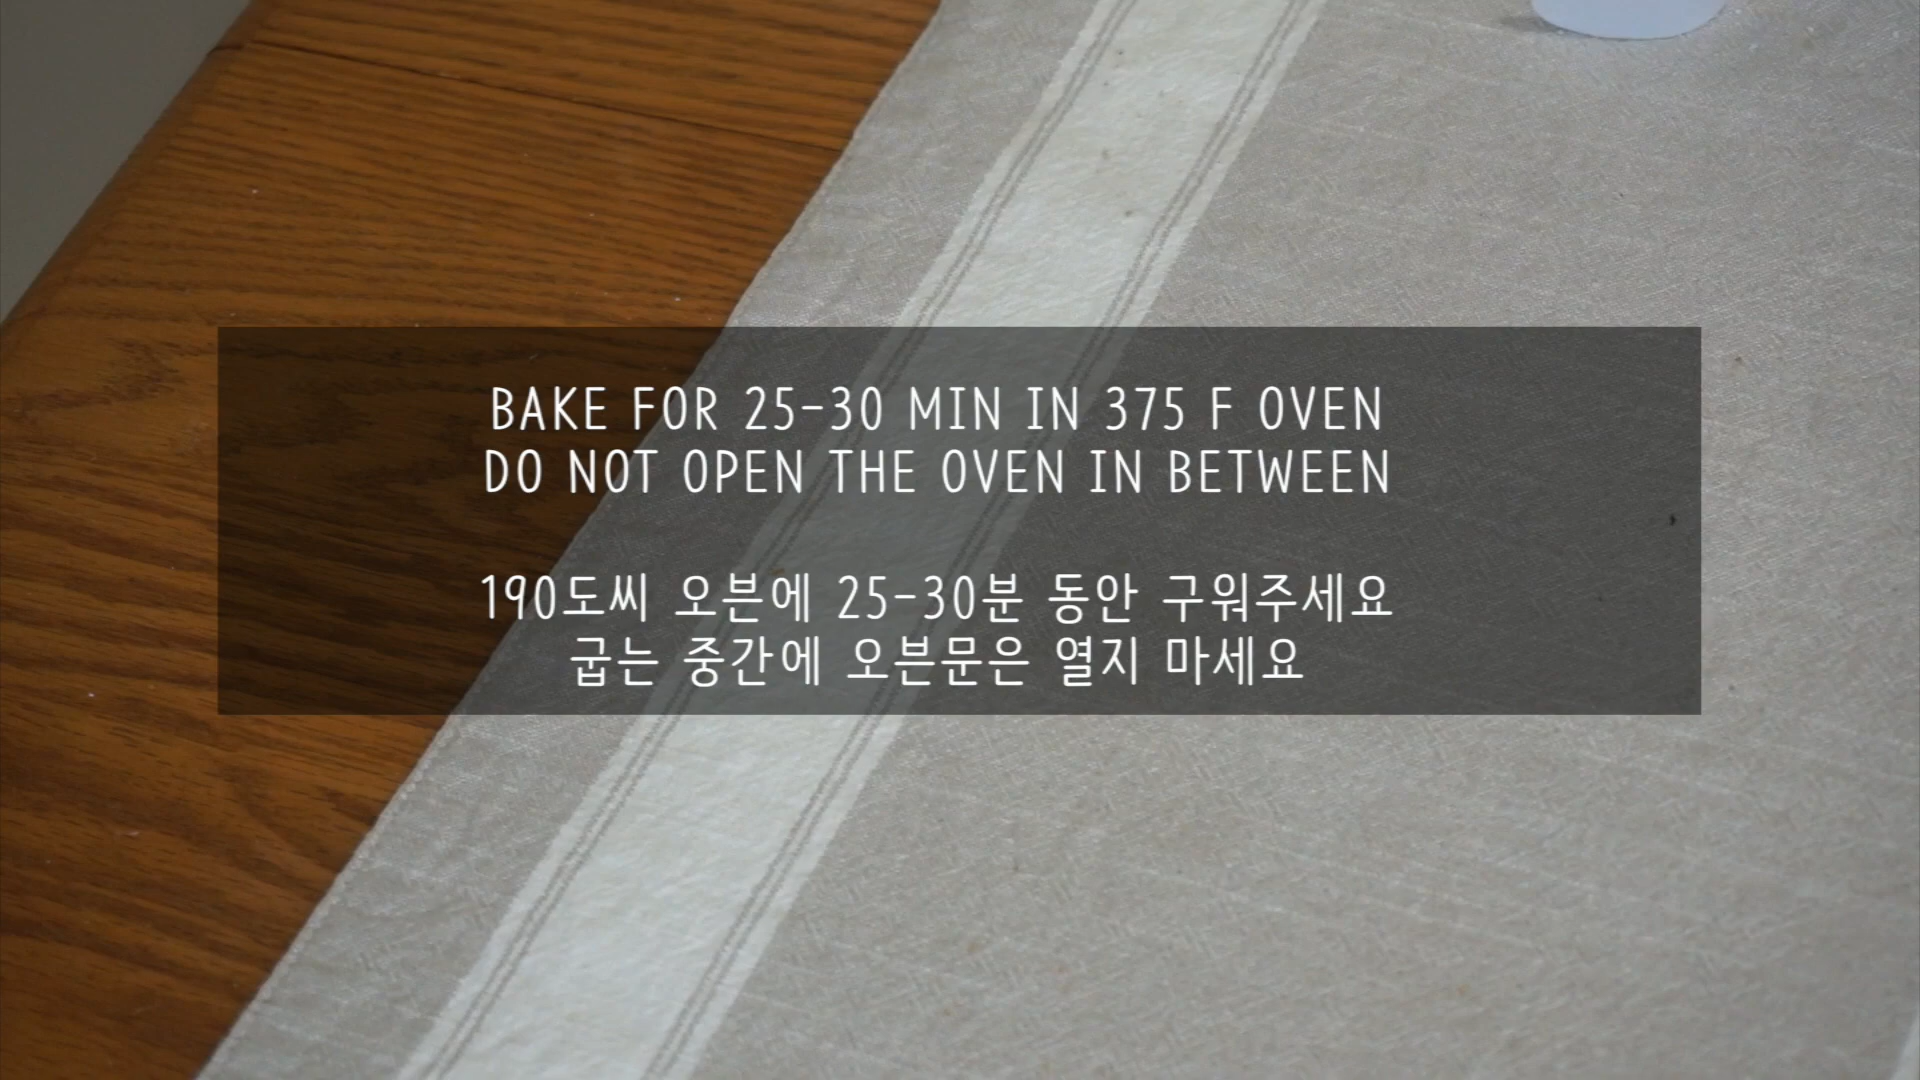 BAKE FOR 25-30 MIN IN 375 F OVEN
DO NOT OPEN THE OVEN IN BETWEEN
190도씨 오븐에 25-30분 동안 구워주세요
굽는 중간에 오븐문은 열지 마세요